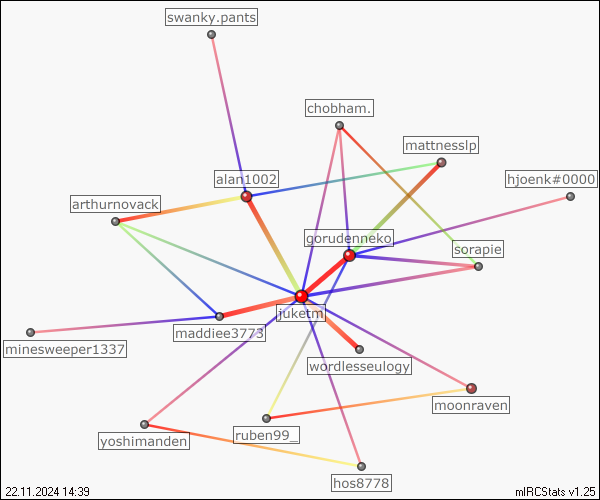 swanky.pants
chobham.
mattnesslp
hjoenk#0000
alan1002
arthurnovack
gorudenneko
sorapie
juketm
maddiee3773
minesweeper1337
wordlesseulogy
moonraven
ruben99_
yoshimanden
hos8778
22.11.2024 14:39
mIRCStats v1.25